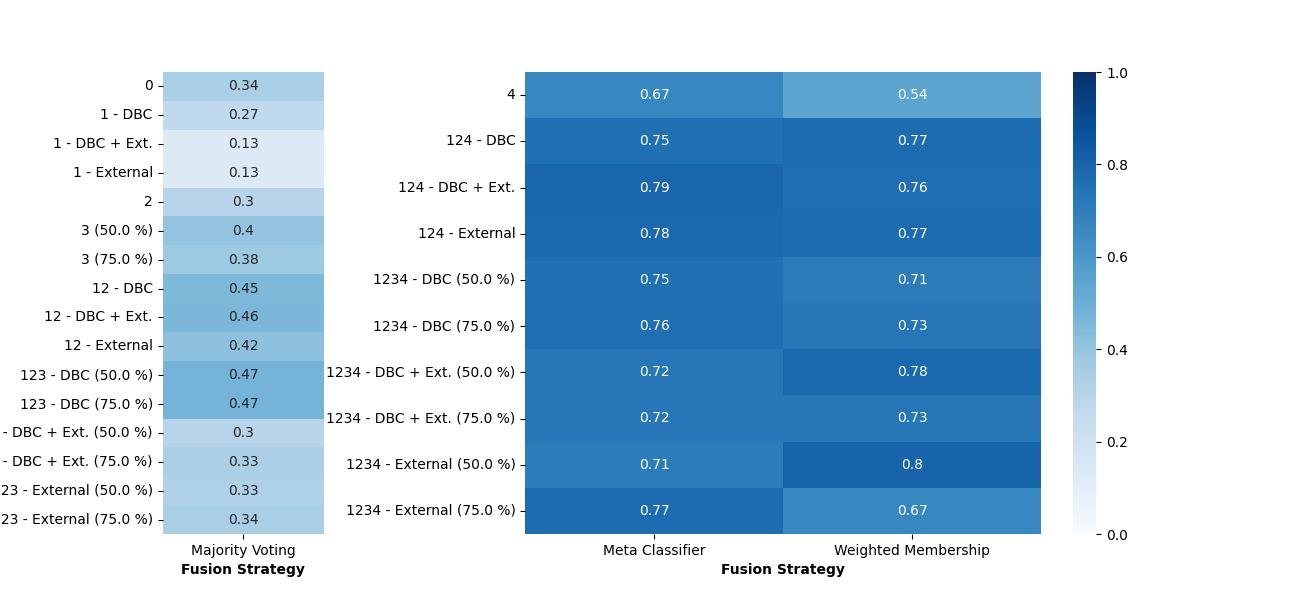 0 0.34
1 - DBC 0.27
1 - DBC + Ext. 0.13
1 - External 0.13
2 0.3
3 (50.0 %) 0.4
3 (75.0 %) 0.38
12 - DBC 0.45
12 - DBC + Ext. 0.46
12 - External 0.42
123 - DBC (50.0 %) 0.47
123 - DBC (75.0 %) 0.47
- DBC + Ext. (50.0 %) 0.3
- DBC + Ext. (75.0 %) 0.33
23 - External (50.0 %) 0.33
23 - External (75.0 %) 0.34
Majority Voting
Fusion Strategy
4 0.67 0.54
124 - DBC 0.75 0.77
124 - DBC + Ext. 0.79 0.76
124 - External 0.78 0.77
1234 - DBC (50.0 %) 0.75 0.71
1234 - DBC (75.0 %) 0.76 0.73
1234 - DBC + Ext. (50.0 %) 0.72 0.78
1234 - DBC + Ext. (75.0 %) 0.72 0.73
1234 - External (50.0 %) 0.71 0.8
1234 - External (75.0 %) 0.77 0.67
Meta Classifier Weighted Membership
Fusion Strategy
1.0
0.8
0.6
0.4
0.2
0.0